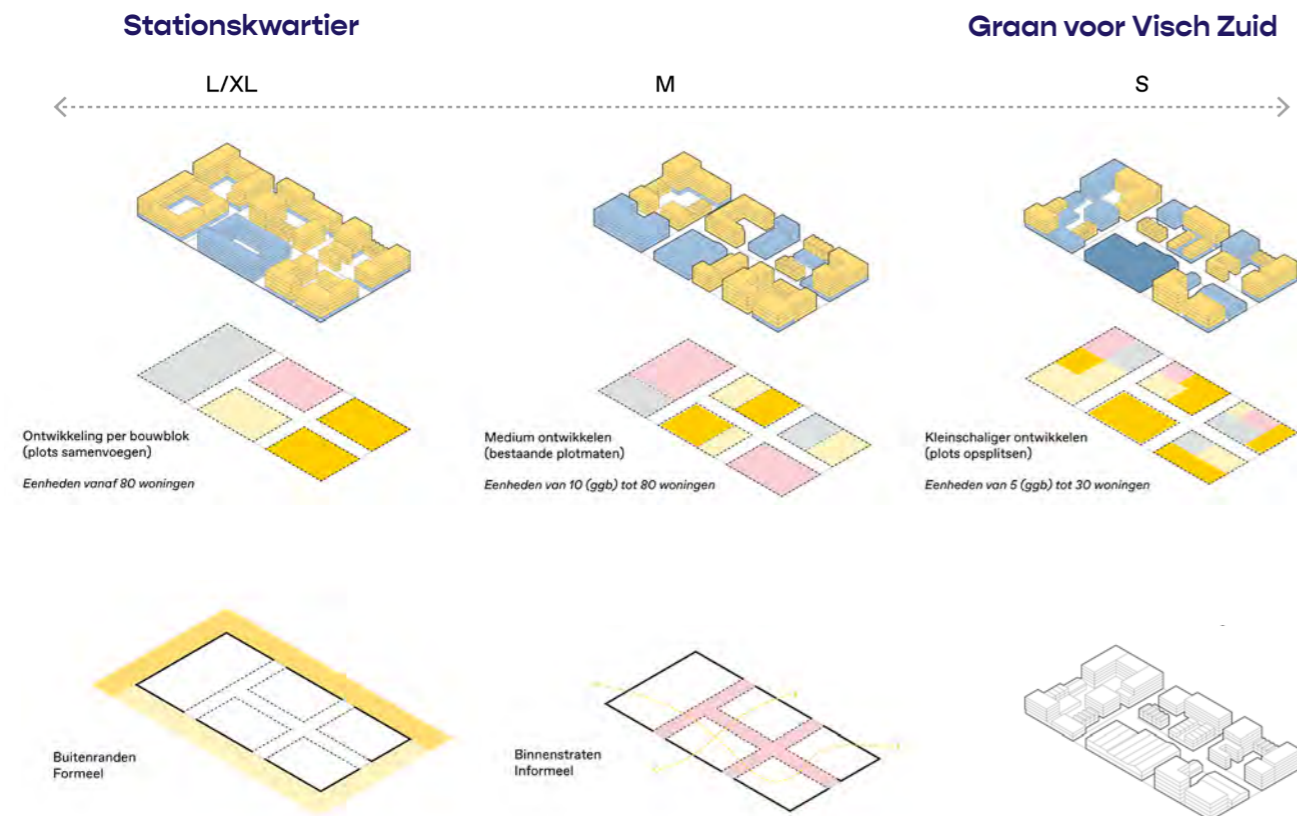 Stationskwartier
Graan voor Visch Zuid
L/XL
M
S
Ontwikkeling per bouwblok
(plots samenvoegen)
Eenheden vanaf 80 woningen
Medium ontwikkelen
(bestaande plotmaten)
Eenheden van 10 (ggb) tot 80 woningen
Kleinschaliger ontwikkelen
(plots opsplitsen)
Eenheden van 5 (ggb) tot 30 woningen
Buitenranden
Formeel
Binnenstraten
Informeel